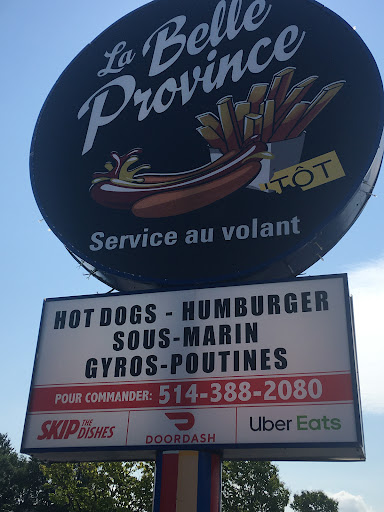 La Belle
Province
TÔT
Service au volant
HOT DOGS - HUMBURGER
SOUS-MARIN
GYROS-POUTINES
POUR COMMANDER: 514-388-2080
SKIP THE DISHES
DOORDASH
Uber Eats